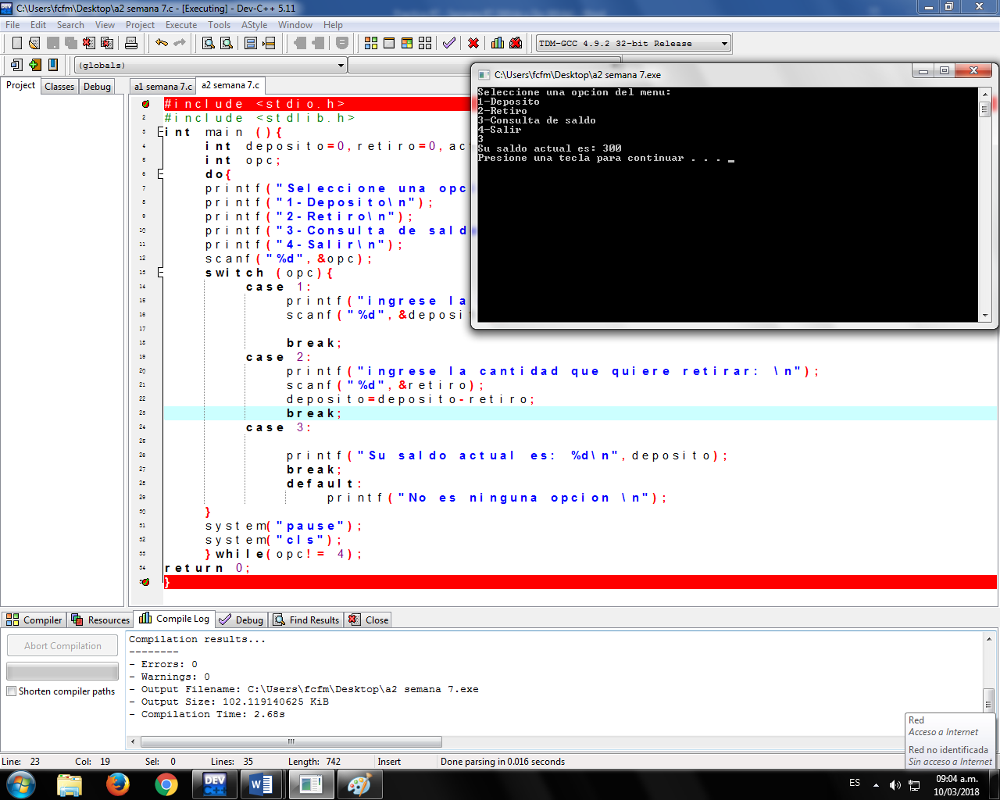 C:\Users\fcfm\Desktop\a2 semana 7.c - [Executing] - Dev-C++ 5.11
File Edit Search View Project Execute Tools AStyle Window Help
TDM-GCC 4.9.2 32-bit Release
(globals)
Project Classes Debug
a1 semana 7.c a2 semana 7.c
#include <stdio.h>
2 #include <stdlib.h>
3 int main (){
4 int deposito=0,retiro=0,ac
5 int opc;
6 do{
7 printf("Seleccione una opc
8 printf("1-Deposito\n");
9 printf("2-Retiro\n");
10 printf("3-Consulta de sald
11 printf("4-Salir\n");
12 scanf("%d",&opc);
13 switch (opc){
14 case 1:
15 printf("ingrese la
16 scanf("%d",&deposit
17
18 break;
19 case 2:
20 printf("ingrese la cantidad que quiere retirar: \n");
21 scanf("%d",&retiro);
22 deposito=deposito-retiro;
23 break;
24 case 3:
25
26 printf("Su saldo actual es: %d\n",deposito);
27 break;
28 default:
29 printf("No es ninguna opcion \n");
30 }
31 system("pause");
32 system("cls");
33 }while(opc!= 4);
34 return 0;
}
C:\Users\fcfm\Desktop\a2 semana 7.exe
Seleccione una opcion del menu:
1-Deposito
2-Retiro
3-Consulta de saldo
4-Salir
3
Su saldo actual es: 300
Presione una tecla para continuar . . . _
Compiler Resources Compile Log Debug Find Results Close
Abort Compilation
Shorten compiler paths
Compilation results...
--------
- Errors: 0
- Warnings: 0
- Output Filename: C:\Users\fcfm\Desktop\a2 semana 7.exe
- Output Size: 102.119140625 KiB
- Compilation Time: 2.68s
Red
Acceso a Internet
Red no identificada
Sin acceso a Internet
Line: 23 Col: 19 Sel: 0 Lines: 35 Length: 742 Insert Done parsing in 0.016 seconds
DEV C++
ES
09:04 a.m.
10/03/2018